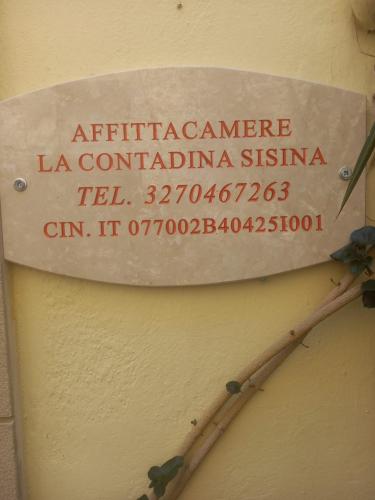 AFFITTACAMERE
LA CONTADINA SISINA
TEL. 3270467263
CIN. IT 077002B40425I001